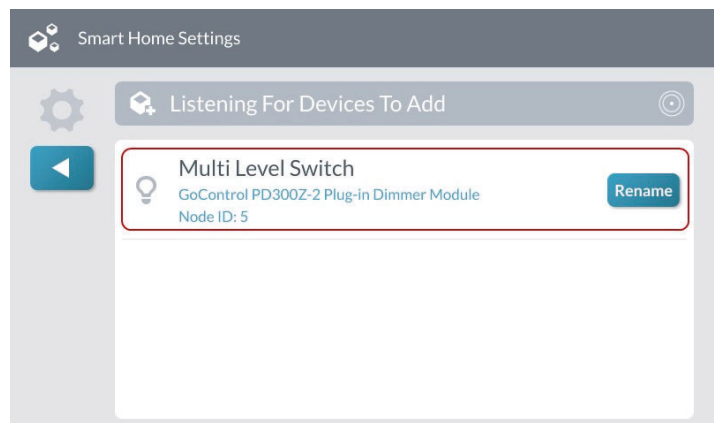 Smart Home Settings
Listening For Devices To Add
Multi Level Switch
GoControl PD300Z-2 Plug-in Dimmer Module
Node ID: 5
Rename